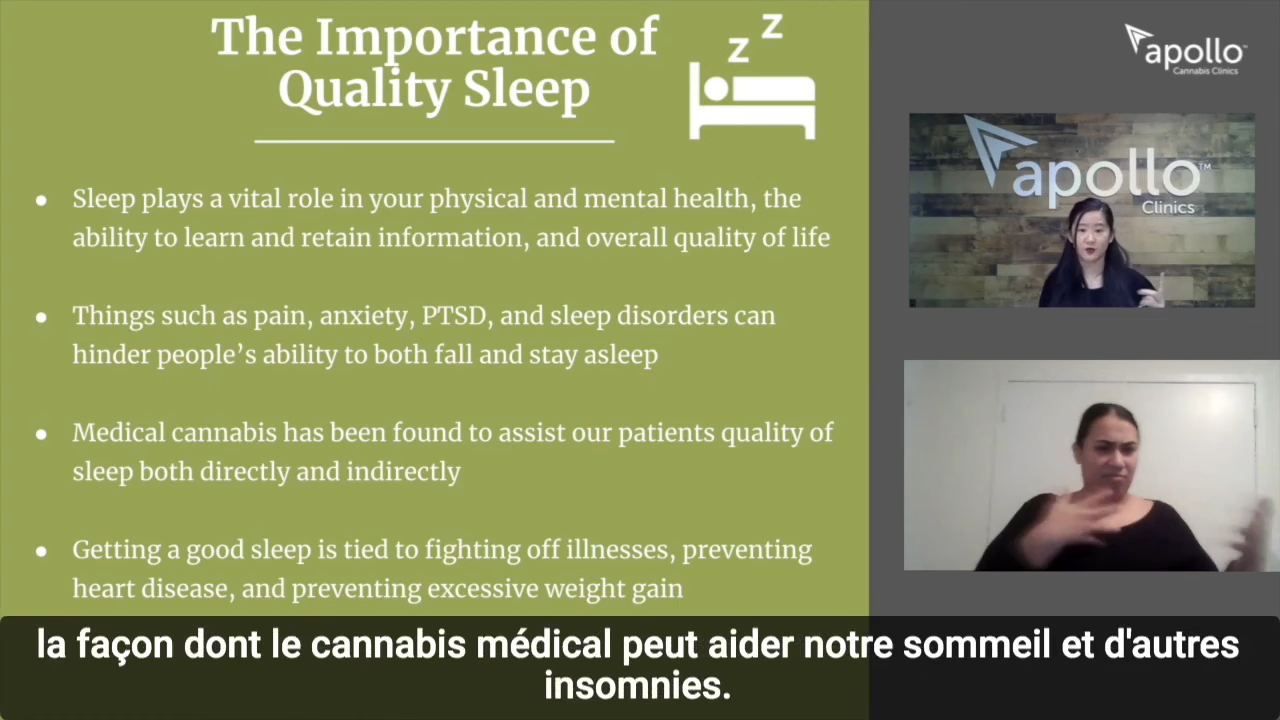 The Importance of
Quality Sleep
z
z
• Sleep plays a vital role in your physical and mental health, the
ability to learn and retain information, and overall quality of life
• Things such as pain, anxiety, PTSD, and sleep disorders can
hinder people’s ability to both fall and stay asleep
• Medical cannabis has been found to assist our patients quality of
sleep both directly and indirectly
• Getting a good sleep is tied to fighting off illnesses, preventing
heart disease, and preventing excessive weight gain
apollo™
Cannabis Clinics
apollo™
Clinics
la façon dont le cannabis médical peut aider notre sommeil et d'autres
insomnies.